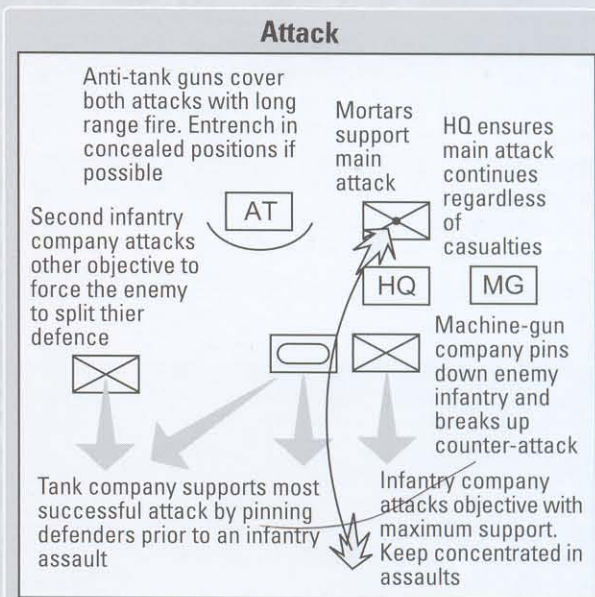 Attack
Anti-tank guns cover
both attacks with long
range fire. Entrench in
concealed positions if
possible
Mortars
support
main
attack
HQ ensures
main attack
continues
regardless
of
casualties
AT
Second infantry
company attacks
other objective to
force the enemy
to split thier
defence
HQ
MG
Machine-gun
company pins
down enemy
infantry and
breaks up
counter-attack
Tank company supports most
successful attack by pinning
defenders prior to an infantry
assault
Infantry company
attacks objective with
maximum support.
Keep concentrated in
assaults